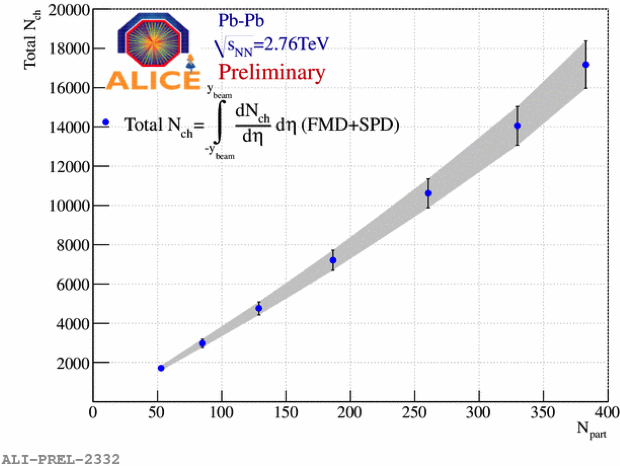 Total N_ch
20000
18000
16000
14000
12000
10000
8000
6000
4000
2000
0 50 100 150 200 250 300 350 400
N_part
ALICE
Pb-Pb
√s_NN=2.76TeV
Preliminary
Total N_ch= ∫_{-y_beam}^{y_beam} dN_ch/dη dη (FMD+SPD)
ALI-PREL-2332